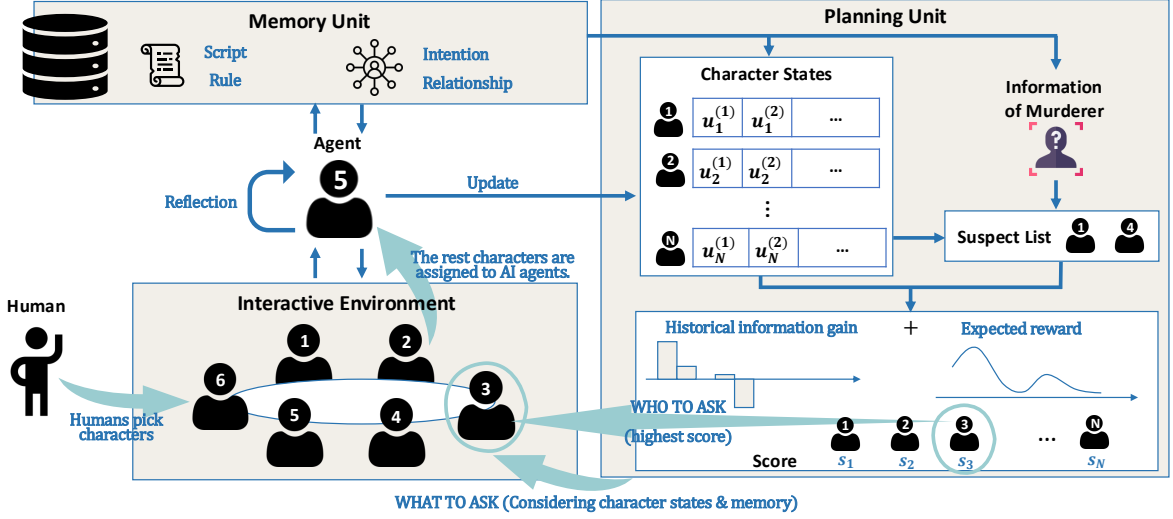 Memory Unit
Script
Rule
Intention
Relationship
Planning Unit
Character States
1 u_1^{(1)} u_1^{(2)} ...
2 u_2^{(1)} u_2^{(2)} ...
⋮
N u_N^{(1)} u_N^{(2)} ...
Information
of Murderer
?
Suspect List 1 4
Agent
5
Reflection
Update
The rest characters are
assigned to AI agents.
Human
Humans pick
characters
Interactive Environment
1 2
6 3
5 4
Historical information gain + Expected reward
WHO TO ASK
(highest score)
1 2 3 ... N
Score s_1 s_2 s_3 s_N
WHAT TO ASK (Considering character states & memory)